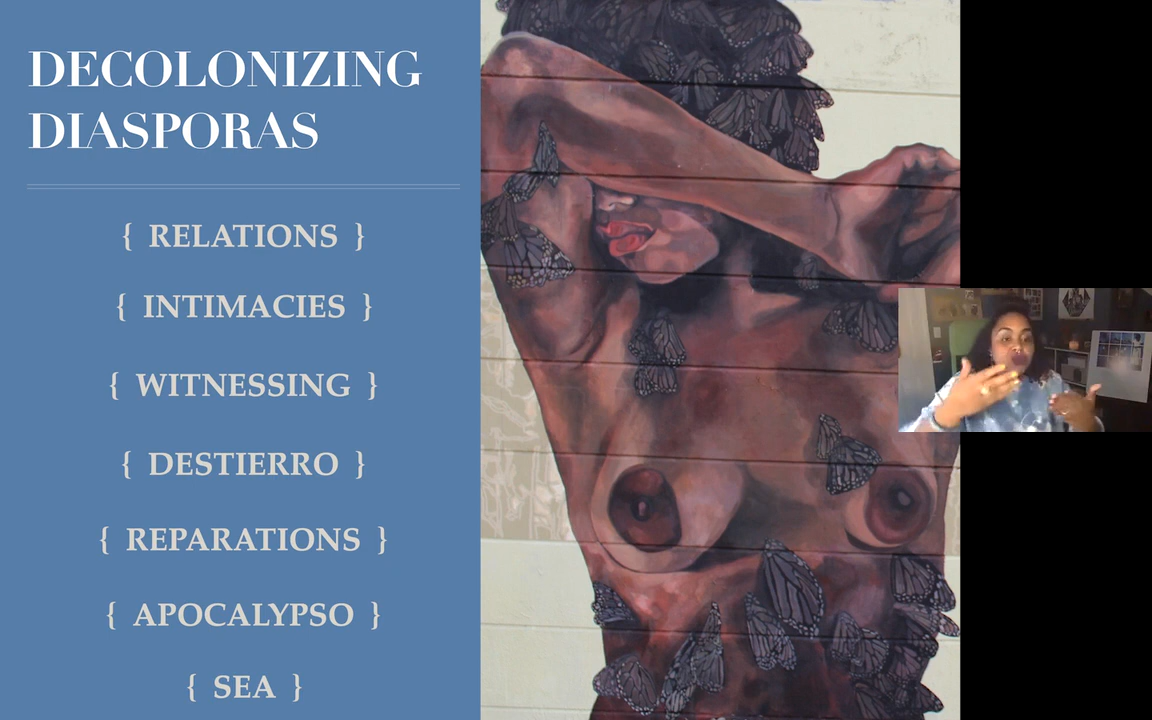 DECOLONIZING
DIASPORAS
{ RELATIONS }
{ INTIMACIES }
{ WITNESSING }
{ DESTIERRO }
{ REPARATIONS }
{ APOCALYPSO }
{ SEA }